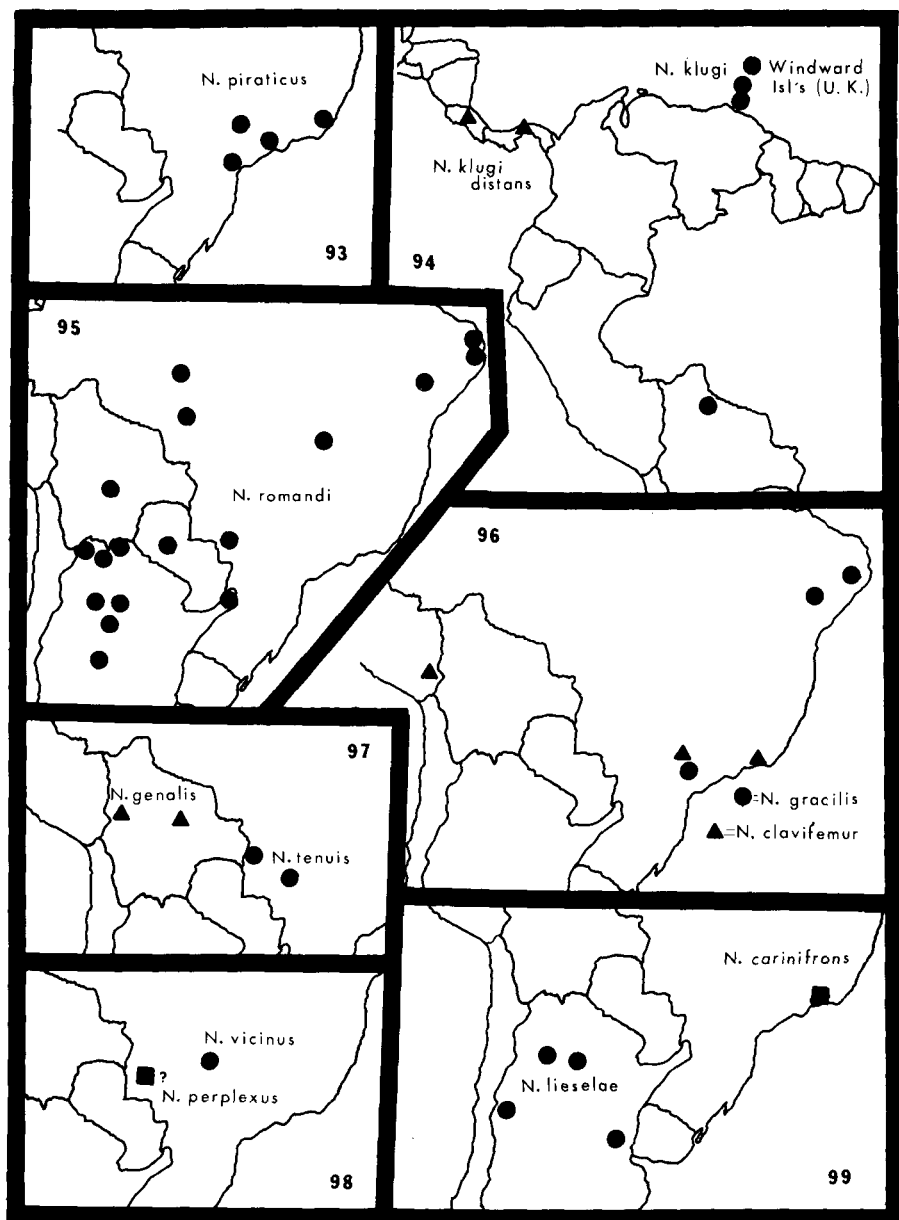 N. piraticus
93
N. klugi
Windward
Isl's (U. K.)
N. klugi
distans
94
95
N. romandi
96
=N. gracilis
=N. clavifemur
97
N. genalis
N. tenuis
N. vicinus
?
N. perplexus
98
N. carinifrons
N. lieselae
99